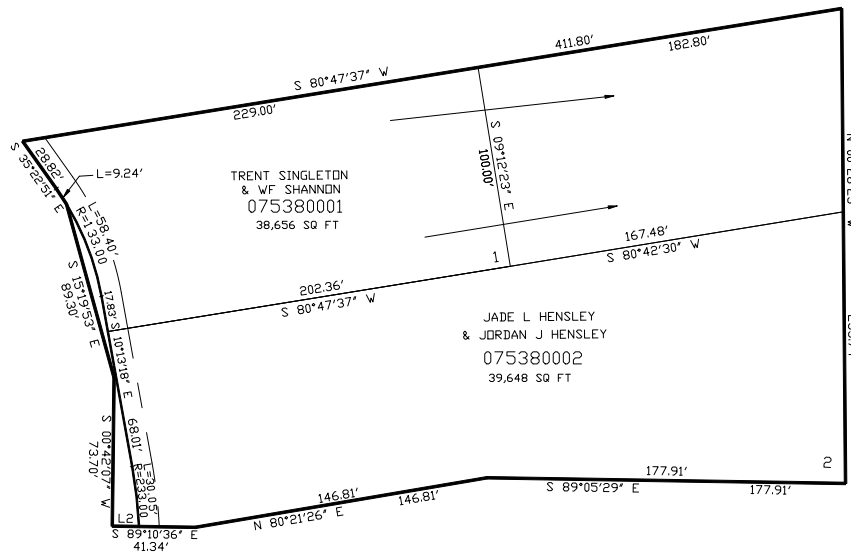 411.80'
182.80'
S 80°47'37" W
229.00'
S 35°22'51" E
28.82'
L=9.24'
L=58.40'
R=133.00
S 09°12'23" E
100.00'
TRENT SINGLETON
& WF SHANNON
075380001
38,656 SQ FT
S 15°19'53" E
89.30'
17.83'
S 10°13'18" E
202.36'
S 80°47'37" W
1
167.48'
S 80°42'30" W
JADE L HENSLEY
& JORDAN J HENSLEY
075380002
39,648 SQ FT
S 00°42'07" W
73.70'
68.01'
R=233.00
L2
S 89°10'36" E
41.34'
146.81'
146.81'
N 80°21'26" E
177.91'
177.91'
S 89°05'29" E
2